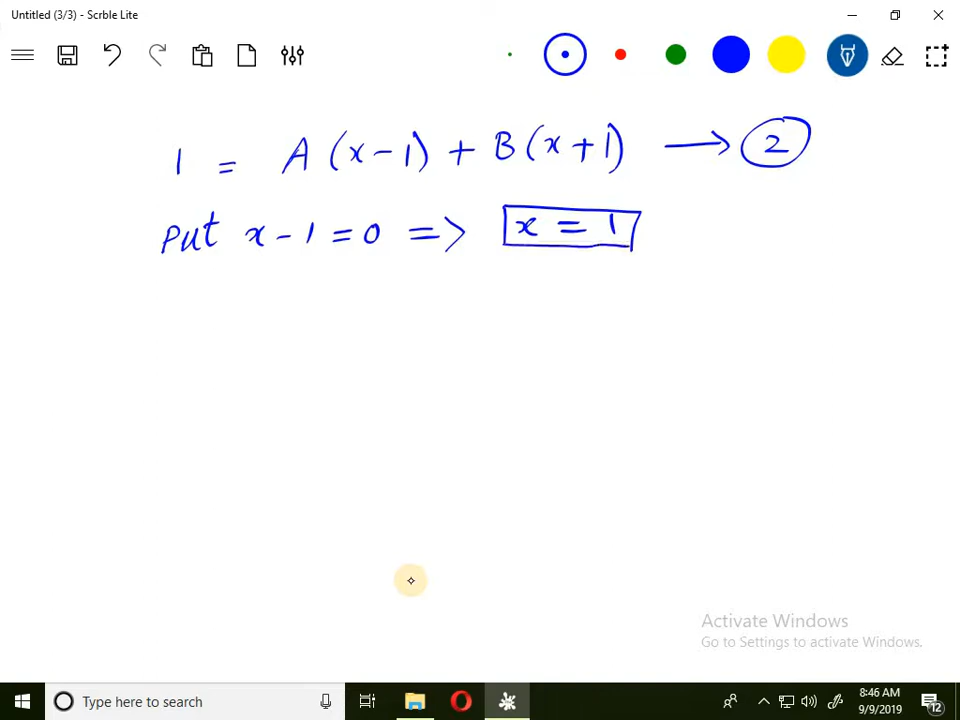 Untitled (3/3) - Scrble Lite
1 = A (x-1) + B (x+1) → 2
Put x-1 = 0 => x = 1
Activate Windows
Go to Settings to activate Windows.
Type here to search
8:46 AM
9/9/2019
12